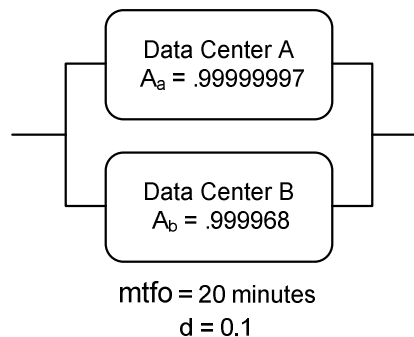 Data Center A
Aa = .99999997
Data Center B
Ab = .999968
mtfo = 20 minutes
d = 0.1